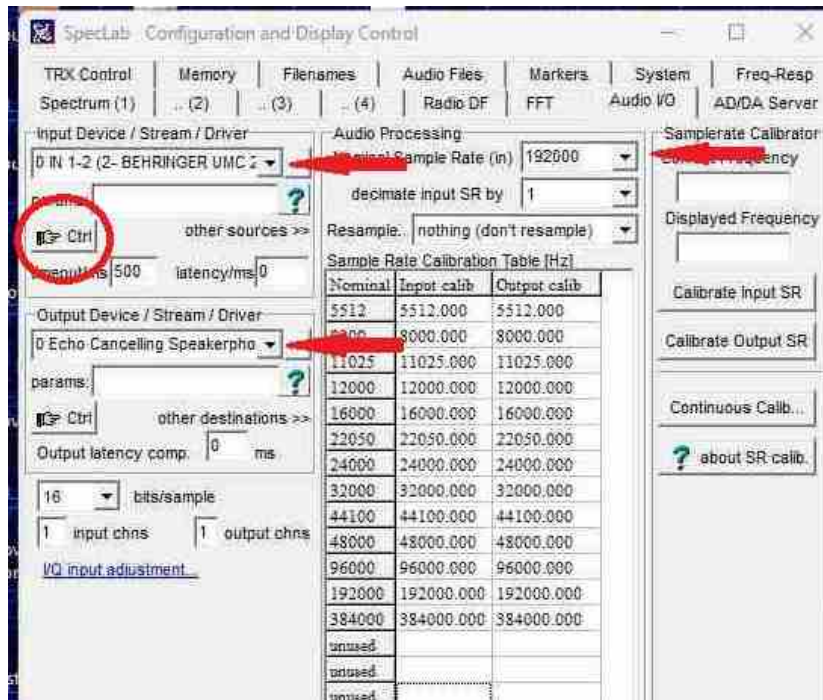 SpecLab Configuration and Display Control
TRX Control Memory Filenames Audio Files Markers System Freq-Resp
Spectrum (1) .. (2) .. (3) .. (4) Radio DF FFT Audio I/O AD/DA Server
Input Device / Stream / Driver
0 IN 1-2 (2- BEHRINGER UMC 2
?
Ctrl other sources >>
500 latency/ms 0
Output Device / Stream / Driver
0 Echo Cancelling Speakerpho
params: ?
Ctrl other destinations >>
Output latency comp. 0 ms
16 bits/sample
1 input chns 1 output chns
I/Q input adjustment...
Audio Processing
Sample Rate (in) 192000
decimate input SR by 1
Resample.. nothing (don't resample)
Sample Rate Calibration Table [Hz]
Nominal Input calib Output calib
5512 5512.000 5512.000
8000.000 8000.000
11025 11025.000 11025.000
12000 12000.000 12000.000
16000 16000.000 16000.000
22050 22050.000 22050.000
24000 24000.000 24000.000
32000 32000.000 32000.000
44100 44100.000 44100.000
48000 48000.000 48000.000
96000 96000.000 96000.000
192000 192000.000 192000.000
384000 384000.000 384000.000
unused
unused
unused
Samplerate Calibrator
Displayed Frequency
Calibrate Input SR
Calibrate Output SR
Continuous Calib...
? about SR calib.